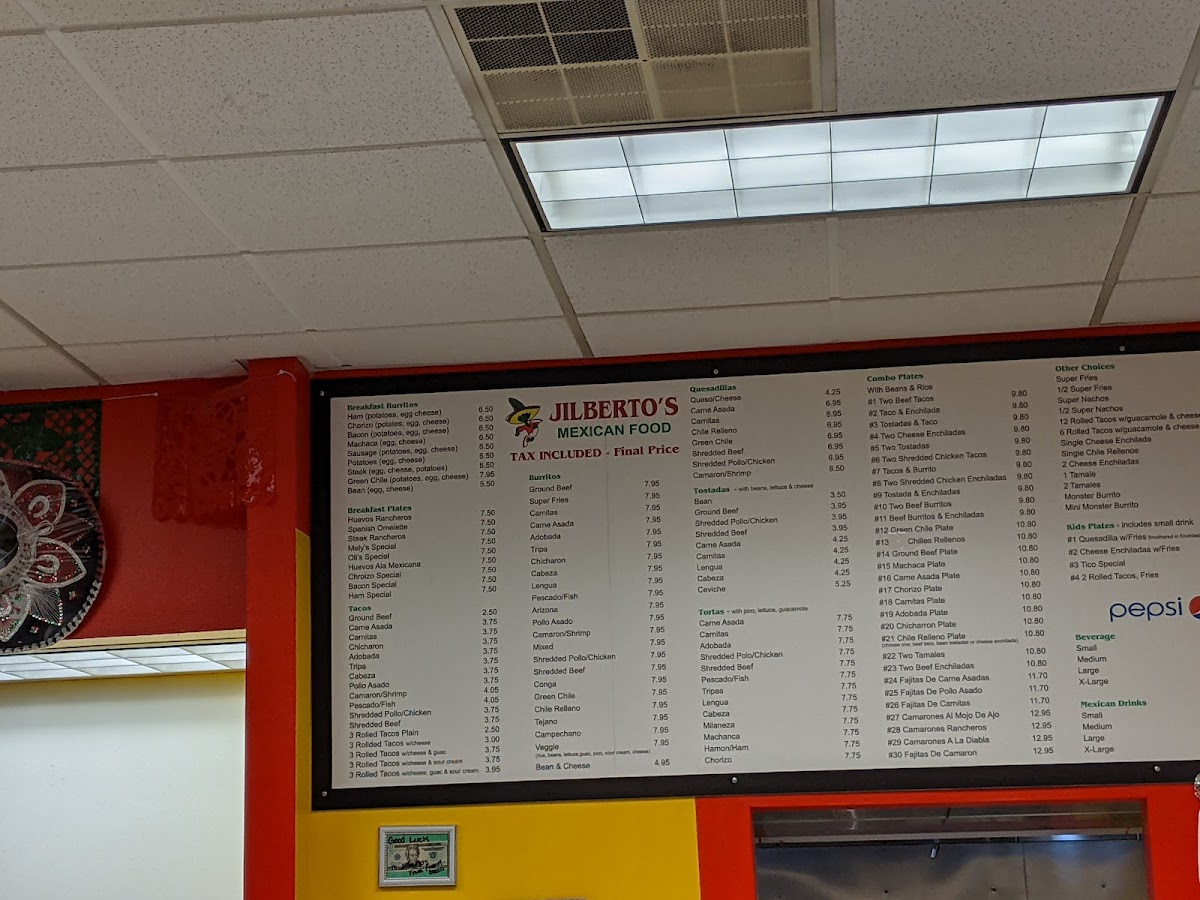 Breakfast Burritos
Ham (potatoes, egg cheese) 6.50
Chorizo (potates, egg, cheese) 6.50
Bacon (potatoes, egg, cheese) 6.50
Machaca (egg, cheese) 6.50
Sausage (potatoes, egg, cheese) 6.50
Potatoes (egg, cheese) 6.50
Steak (egg, cheese, potatoes) 6.50
Green Chile (potatoes, egg, cheese) 7.95
Bean (egg, cheese) 5.50
Breakfast Plates
Huevos Rancheros 7.50
Spanish Omelette 7.50
Steak Rancheros 7.50
Mely's Special 7.50
Oli's Special 7.50
Huevos Ala Mexicana 7.50
Chroizo Special 7.50
Bacon Special 7.50
Ham Special 7.50
Tacos
Ground Beef 2.50
Carne Asada 3.75
Carnitas 3.75
Chicharon 3.75
Adobada 3.75
Tripa 3.75
Cabeza 3.75
Pollo Asado 3.75
Camaron/Shrimp 4.05
Pescado/Fish 4.05
Shredded Pollo/Chicken 3.75
Shredded Beef 3.75
3 Rolled Tacos Plain 2.50
3 Rollded Tacos w/cheese 3.00
3 Rolled Tacos w/cheese & guac 3.75
3 Rolled Tacos w/cheese & sour cream 3.75
3 Rolled Tacos w/cheese, guac & sour cream 3.95
JILBERTO'S
MEXICAN FOOD
TAX INCLUDED - Final Price
Burritos
Ground Beef 7.95
Super Fries 7.95
Carnitas 7.95
Carne Asada 7.95
Adobada 7.95
Tripa 7.95
Chicharon 7.95
Cabeza 7.95
Lengua 7.95
Pescado/Fish 7.95
Arizona 7.95
Pollo Asado 7.95
Camaron/Shrimp 7.95
Mixed 7.95
Shredded Pollo/Chicken 7.95
Shredded Beef 7.95
Conga 7.95
Green Chile 7.95
Chile Relleno 7.95
Tejano 7.95
Campechano 7.95
Veggie 7.95
(rice, beans, lettuce,guac, pico, sour cream, cheese)
Bean & Cheese 4.95
Quesadillas
Queso/Cheese 4.25
Carne Asada 6.95
Carnitas 6.95
Chile Relleno 6.95
Green Chile 6.95
Shredded Beef 6.95
Shredded Pollo/Chicken 6.95
Camaron/Shrimp 8.50
Tostadas - with beans, lettuce & cheese
Bean 3.50
Ground Beef 3.95
Shredded Pollo/Chicken 3.95
Shredded Beef 3.95
Carne Asada 4.25
Carnitas 4.25
Lengua 4.25
Cabeza 4.25
Ceviche 5.25
Tortas - with pico, lettuce, guacamole
Carne Asada 7.75
Carnitas 7.75
Adobada 7.75
Shredded Polo/Chicken 7.75
Shredded Beef 7.75
Pescado/Fish 7.75
Tripas 7.75
Lengua 7.75
Cabeza 7.75
Milaneza 7.75
Machanca 7.75
Hamon/Ham 7.75
Chorizo 7.75
Combo Plates
With Beans & Rice
#1 Two Beef Tacos 9.80
#2 Taco & Enchilada 9.80
#3 Tostadas & Taco 9.80
#4 Two Cheese Enchiladas 9.80
#5 Two Tostadas 9.80
#6 Two Shredded Chicken Tacos 9.80
#7 Tacos & Burrito 9.80
#8 Two Shredded Chicken Enchiladas 9.80
#9 Tostada & Enchilada 9.80
#10 Two Beef Burritos 9.80
#11 Beef Burritos & Enchilada 9.80
#12 Green Chile Plate 10.80
#13 Chilies Rellenos 10.80
#14 Ground Beef Plate 10.80
#15 Machaca Plate 10.80
#16 Carne Asada Plate 10.80
#17 Chorizo Plate 10.80
#18 Carnitas Plate 10.80
#19 Adobada Plate 10.80
#20 Chicharron Plate 10.80
#21 Chile Relleno Plate 10.80
(choose one: beef taco, bean tostadas or cheese enchilada)
#22 Two Tamales 10.80
#23 Two Beef Enchiladas 10.80
#24 Fajitas De Carne Asadas 11.70
#25 Fajitas De Pollo Asado 11.70
#26 Fajitas De Carnitas 11.70
#27 Camarones Al Mojo De Ajo 12.95
#28 Camarones Rancheros 12.95
#29 Camarones A La Diabla 12.95
#30 Fajitas De Camaron 12.95
Other Choices
Super Fries
1/2 Super Fries
Super Nachos
1/2 Super Nachos
12 Rolled Tacos w/guacamole & cheese
6 Rolled Tacos w/guacamole & cheese
Single Cheese Enchilada
Single Chile Rellenos
2 Cheese Enchiladas
1 Tamale
2 Tamales
Monster Burrito
Mini Monster Burrito
Kids Plates - includes small drink
#1 Quesadilla w/Fries
#2 Cheese Enchiladas w/Fries
#3 Tico Special
#4 2 Rolled Tacos, Fries
pepsi
Beverage
Small
Medium
Large
X-Large
Mexican Drinks
Small
Medium
Large
X-Large
Good Luck